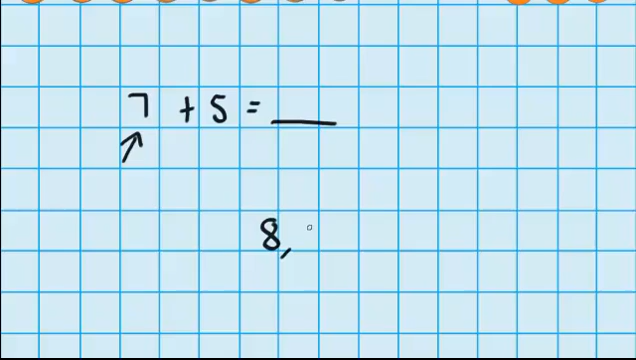 7 + 5 = ___
8,